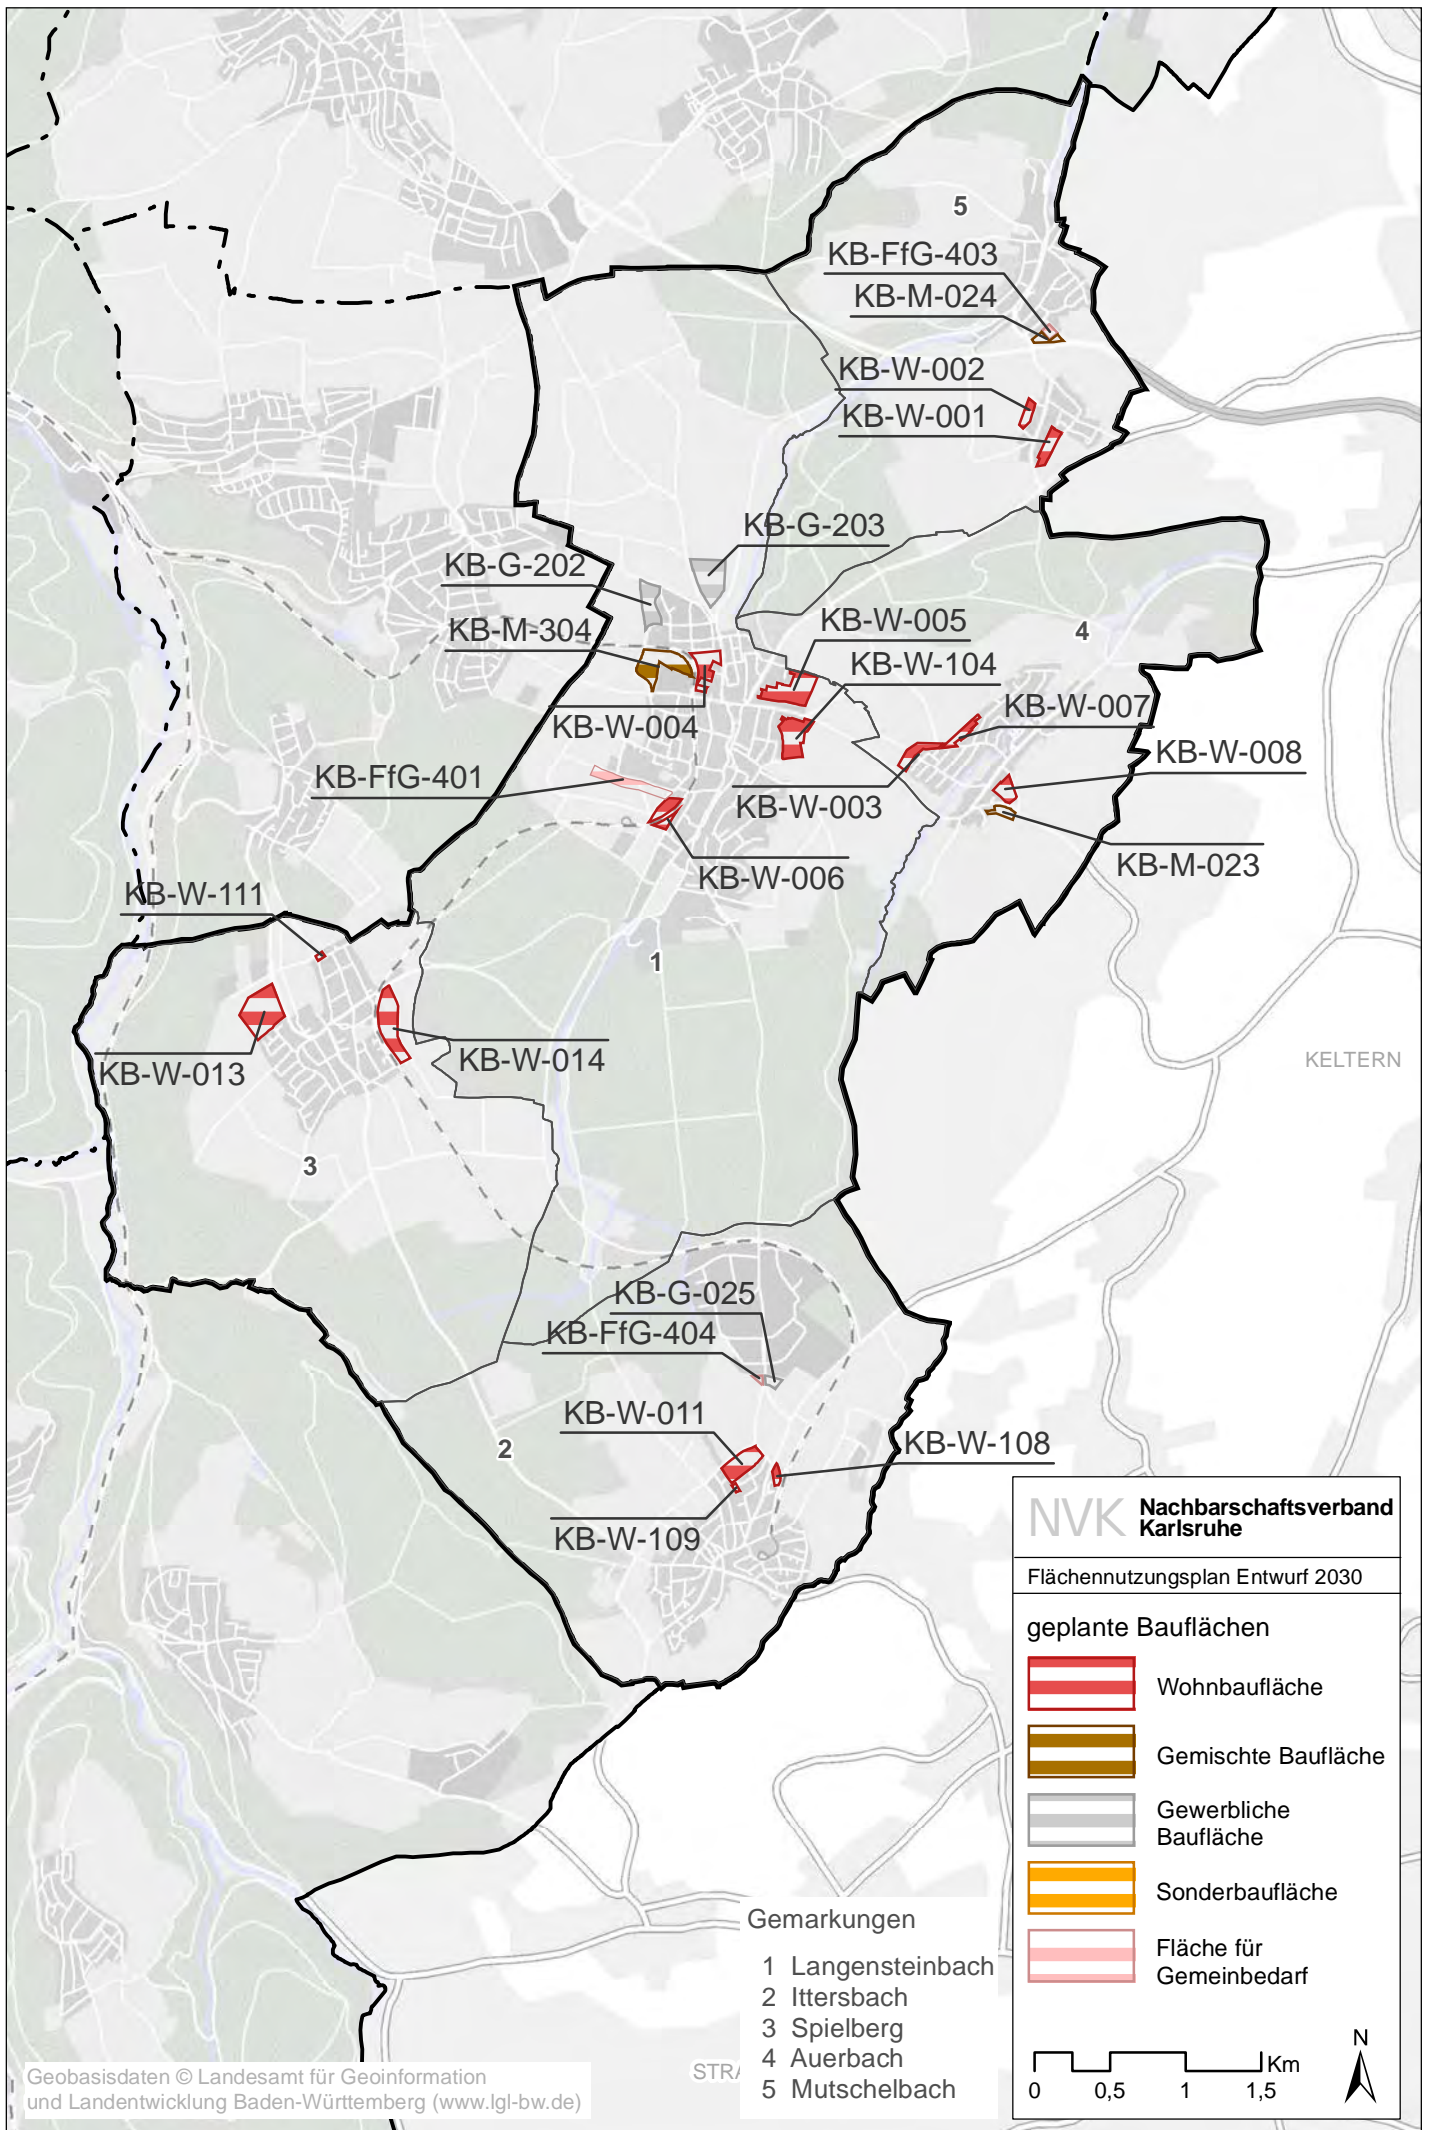 5
KB-FfG-403
KB-M-024
KB-W-002
KB-W-001
KB-G-203
KB-G-202
KB-M-304
KB-W-005
4
KB-W-104
KB-W-007
KB-W-004
KB-W-008
KB-FfG-401
KB-W-003
KB-M-023
KB-W-006
KB-W-111
1
KB-W-014
KB-W-013
KELTERN
3
KB-G-025
KB-FfG-404
KB-W-011
2
KB-W-108
KB-W-109
NVK Nachbarschaftsverband
Karlsruhe
Flächennutzungsplan Entwurf 2030
geplante Bauflächen
Wohnbaufläche
Gemischte Baufläche
Gewerbliche
Baufläche
Sonderbaufläche
Fläche für
Gemeinbedarf
Km
0 0,5 1 1,5
N
Gemarkungen
1 Langensteinbach
2 Ittersbach
3 Spielberg
4 Auerbach
5 Mutschelbach
STRA
Geobasisdaten © Landesamt für Geoinformation
und Landentwicklung Baden-Württemberg (www.lgl-bw.de)